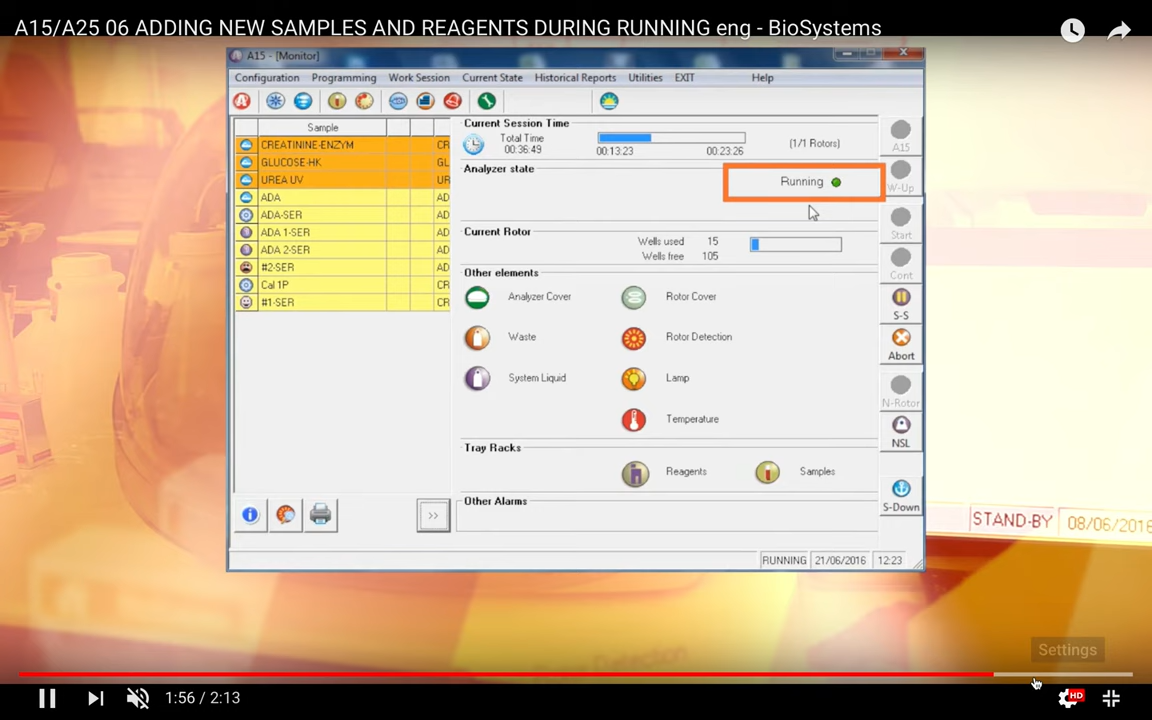 A15/A25 06 ADDING NEW SAMPLES AND REAGENTS DURING RUNNING eng - BioSystems
A15 - [Monitor]
Configuration Programming Work Session Current State Historical Reports Utilities EXIT Help
Sample
CREATININE-ENZYM CR
GLUCOSE-HK GL
UREA UV UR
ADA AD
ADA-SER AD
ADA 1-SER AD
ADA 2-SER AD
#2-SER AD
Cal 1P CR
#1-SER CR
Current Session Time
Total Time
00:36:49
00:13:23 00:23:26
(1/1 Rotors)
Analyzer state
Running
Current Rotor
Wells used 15
Wells free 105
Other elements
Analyzer Cover Rotor Cover
Waste Rotor Detection
System Liquid Lamp
Temperature
Tray Racks
Reagents Samples
Other Alarms
A15
W-Up
Start
Cont
S-S
Abort
N-Rotor
NSL
S-Down
>>
RUNNING 21/06/2016 12:23
STAND-BY 08/06/2016
Settings
1:56 / 2:13
HD